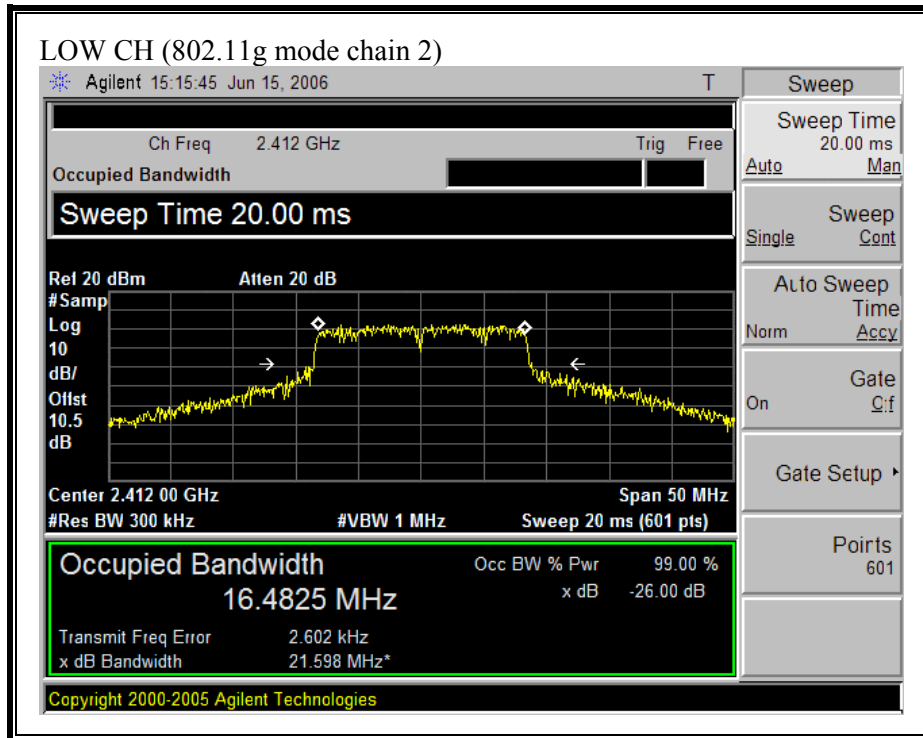 LOW CH (802.11g mode chain 2)
Agilent 15:15:45 Jun 15, 2006 T
Ch Freq 2.412 GHz Trig Free
Occupied Bandwidth
Sweep Time 20.00 ms
Ref 20 dBm Atten 20 dB
#Samp
Log
10
dB/
Offst
10.5
dB
Center 2.412 00 GHz Span 50 MHz
#Res BW 300 kHz #VBW 1 MHz Sweep 20 ms (601 pts)
Occupied Bandwidth Occ BW % Pwr 99.00 %
16.4825 MHz x dB -26.00 dB
Transmit Freq Error 2.602 kHz
x dB Bandwidth 21.598 MHz*
Copyright 2000-2005 Agilent Technologies
Sweep
Sweep Time
20.00 ms
Auto Man
Sweep
Single Cont
Auto Sweep
Time
Norm Accy
Gate
On Off
Gate Setup
Points
601